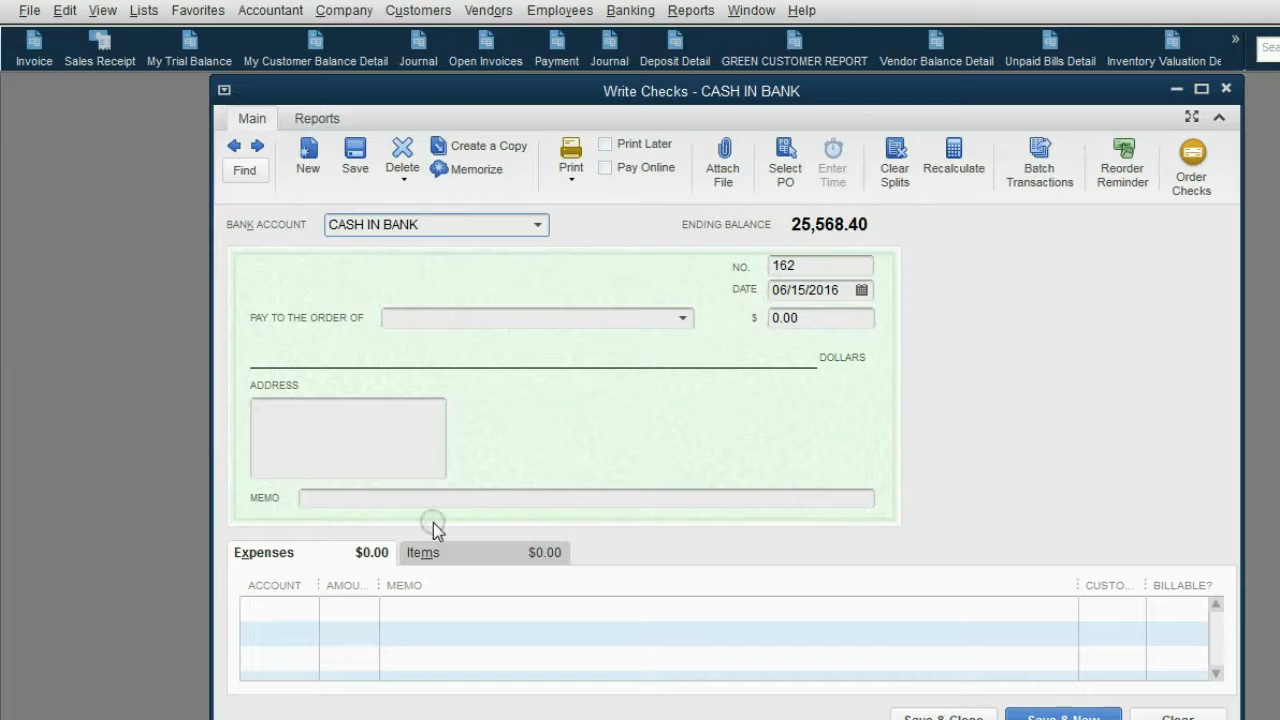 File Edit View Lists Favorites Accountant Company Customers Vendors Employees Banking Reports Window Help
Invoice Sales Receipt My Trial Balance My Customer Balance Detail Journal Open Invoices Payment Journal Deposit Detail GREEN CUSTOMER REPORT Vendor Balance Detail Unpaid Bills Detail Inventory Valuation De » Sea
Write Checks - CASH IN BANK
Main Reports
Find New Save Delete Create a Copy Memorize Print Print Later Pay Online Attach File Select PO Enter Time Clear Splits Recalculate Batch Transactions Reorder Reminder Order Checks
BANK ACCOUNT CASH IN BANK ENDING BALANCE 25,568.40
NO. 162
DATE 06/15/2016
PAY TO THE ORDER OF $ 0.00
DOLLARS
ADDRESS
MEMO
Expenses $0.00 Items $0.00
ACCOUNT AMOU... MEMO CUSTO... BILLABLE?
Save & Close Save & New Clear